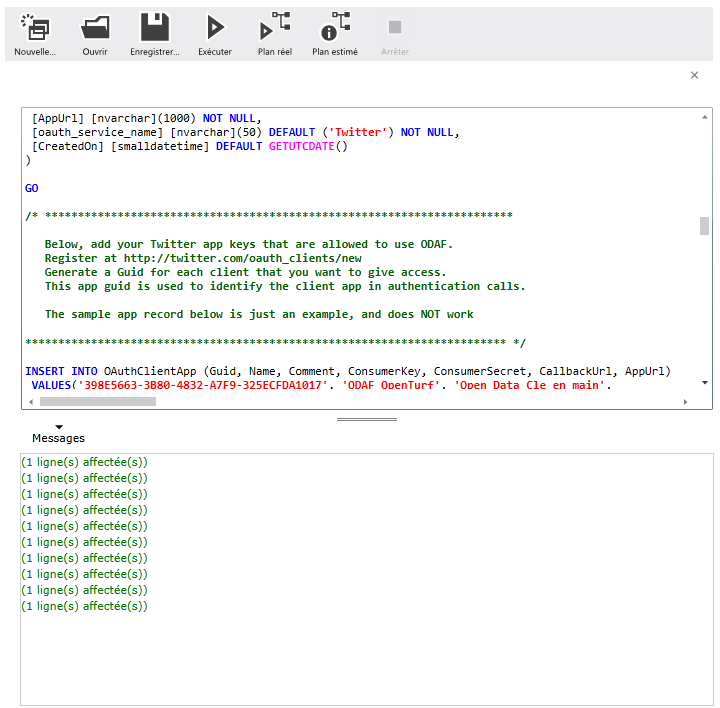 Nouvelle... Ouvrir Enregistrer... Exécuter Plan réel Plan estimé Arrêter
[AppUrl] [nvarchar](1000) NOT NULL,
[oauth_service_name] [nvarchar](50) DEFAULT ('Twitter') NOT NULL,
[CreatedOn] [smalldatetime] DEFAULT GETUTCDATE()
)
GO
/* ***********************************************************************
Below, add your Twitter app keys that are allowed to use ODAF.
Register at http://twitter.com/oauth_clients/new
Generate a Guid for each client that you want to give access.
This app guid is used to identify the client app in authentication calls.
The sample app record below is just an example, and does NOT work
************************************************************************* */
INSERT INTO OAuthClientApp (Guid, Name, Comment, ConsumerKey, ConsumerSecret, CallbackUrl, AppUrl)
VALUES('398E5663-3B80-4832-A7F9-325ECFDA1017'. 'ODAF OpenTurf'. 'Open Data Cle en main'.
Messages
(1 ligne(s) affectée(s))
(1 ligne(s) affectée(s))
(1 ligne(s) affectée(s))
(1 ligne(s) affectée(s))
(1 ligne(s) affectée(s))
(1 ligne(s) affectée(s))
(1 ligne(s) affectée(s))
(1 ligne(s) affectée(s))
(1 ligne(s) affectée(s))
(1 ligne(s) affectée(s))